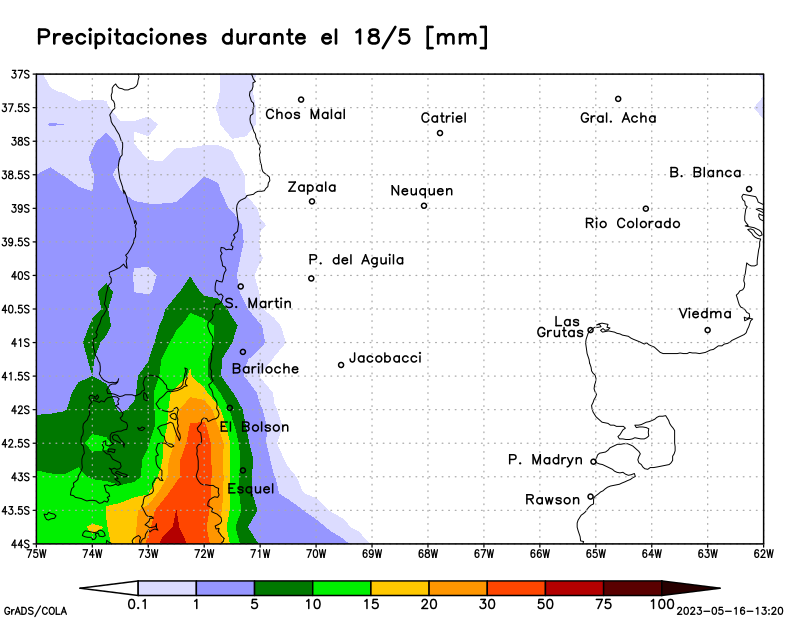 Precipitaciones durante el 18/5 [mm]
37S
37.5S
38S
38.5S
39S
39.5S
40S
40.5S
41S
41.5S
42S
42.5S
43S
43.5S
44S
Chos Malal
Catriel
Gral. Acha
B. Blanca
Zapala
Neuquen
Rio Colorado
P. del Aguila
S. Martin
Viedma
Las
Grutas
Jacobacci
Bariloche
El Bolson
P. Madryn
Esquel
Rawson
75W 74W 73W 72W 71W 70W 69W 68W 67W 66W 65W 64W 63W 62W
0.1 1 5 10 15 20 30 50 75 100
GrADS/COLA
2023-05-16-13:20